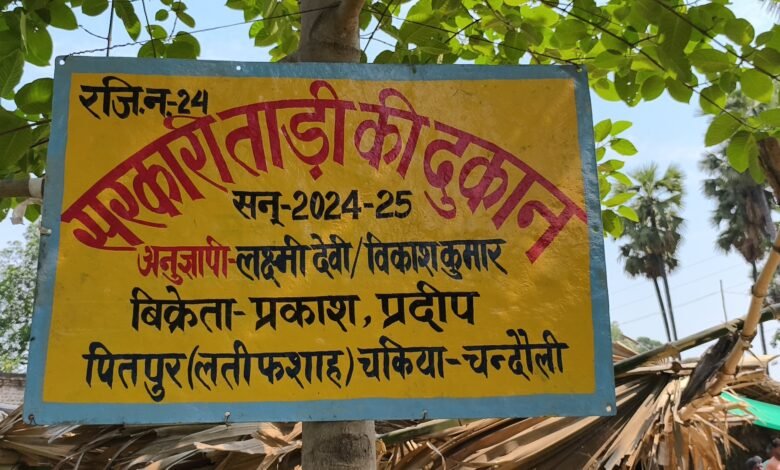 रजि.न.-24
सरकारी ताड़ी की दुकान
सन्-2024-25
अनुज्ञापी-लक्ष्मी देवी/विकाश कुमार
बिक्रेता-प्रकाश, प्रदीप
पितपुर(लतीफशाह) चकिया-चन्दौली